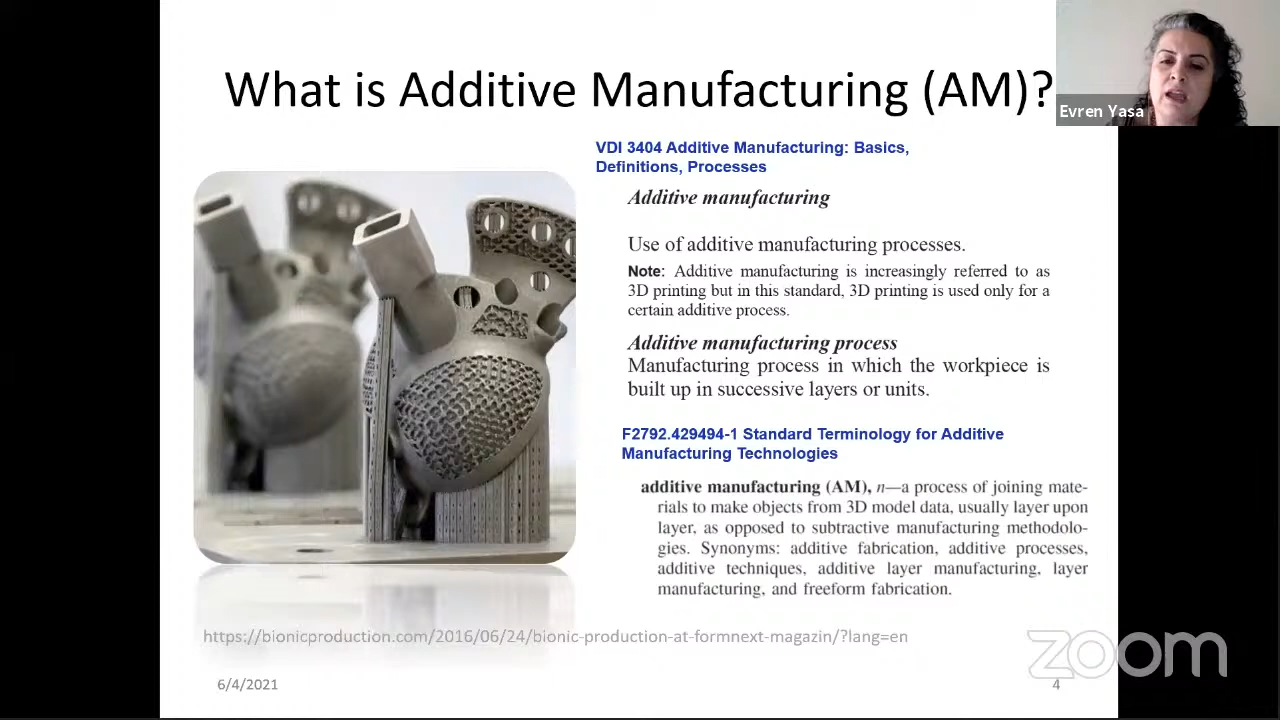 What is Additive Manufacturing (AM)?
Evren Yasa
VDI 3404 Additive Manufacturing: Basics,
Definitions, Processes
Additive manufacturing
Use of additive manufacturing processes.
Note: Additive manufacturing is increasingly referred to as
3D printing but in this standard, 3D printing is used only for a
certain additive process.
Additive manufacturing process
Manufacturing process in which the workpiece is
built up in successive layers or units.
F2792.429494-1 Standard Terminology for Additive
Manufacturing Technologies
additive manufacturing (AM), n—a process of joining mate-
rials to make objects from 3D model data, usually layer upon
layer, as opposed to subtractive manufacturing methodolo-
gies. Synonyms: additive fabrication, additive processes,
additive techniques, additive layer manufacturing, layer
manufacturing, and freeform fabrication.
https://bionicproduction.com/2016/06/24/bionic-production-at-formnext-magazin/?lang=en
zoom
6/4/2021
4